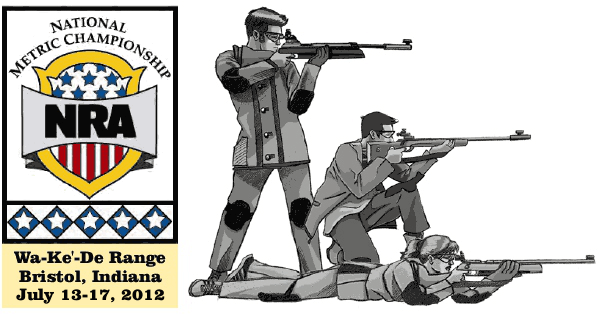 NATIONAL
METRIC CHAMPIONSHIP
NRA
Wa-Ke'-De Range
Bristol, Indiana
July 13-17, 2012